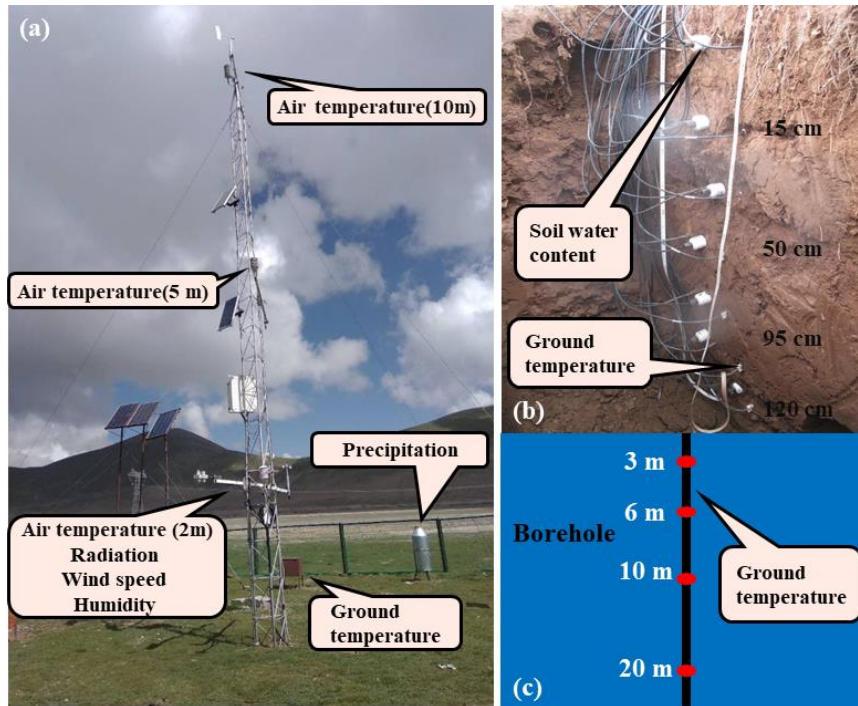 (a)
Air temperature(10m)
Air temperature(5 m)
Precipitation
Air temperature (2m)
Radiation
Wind speed
Humidity
Ground
temperature
15 cm
Soil water
content
50 cm
Ground
temperature
95 cm
(b)
120 cm
3 m
6 m
Borehole
10 m
Ground
temperature
20 m
(c)